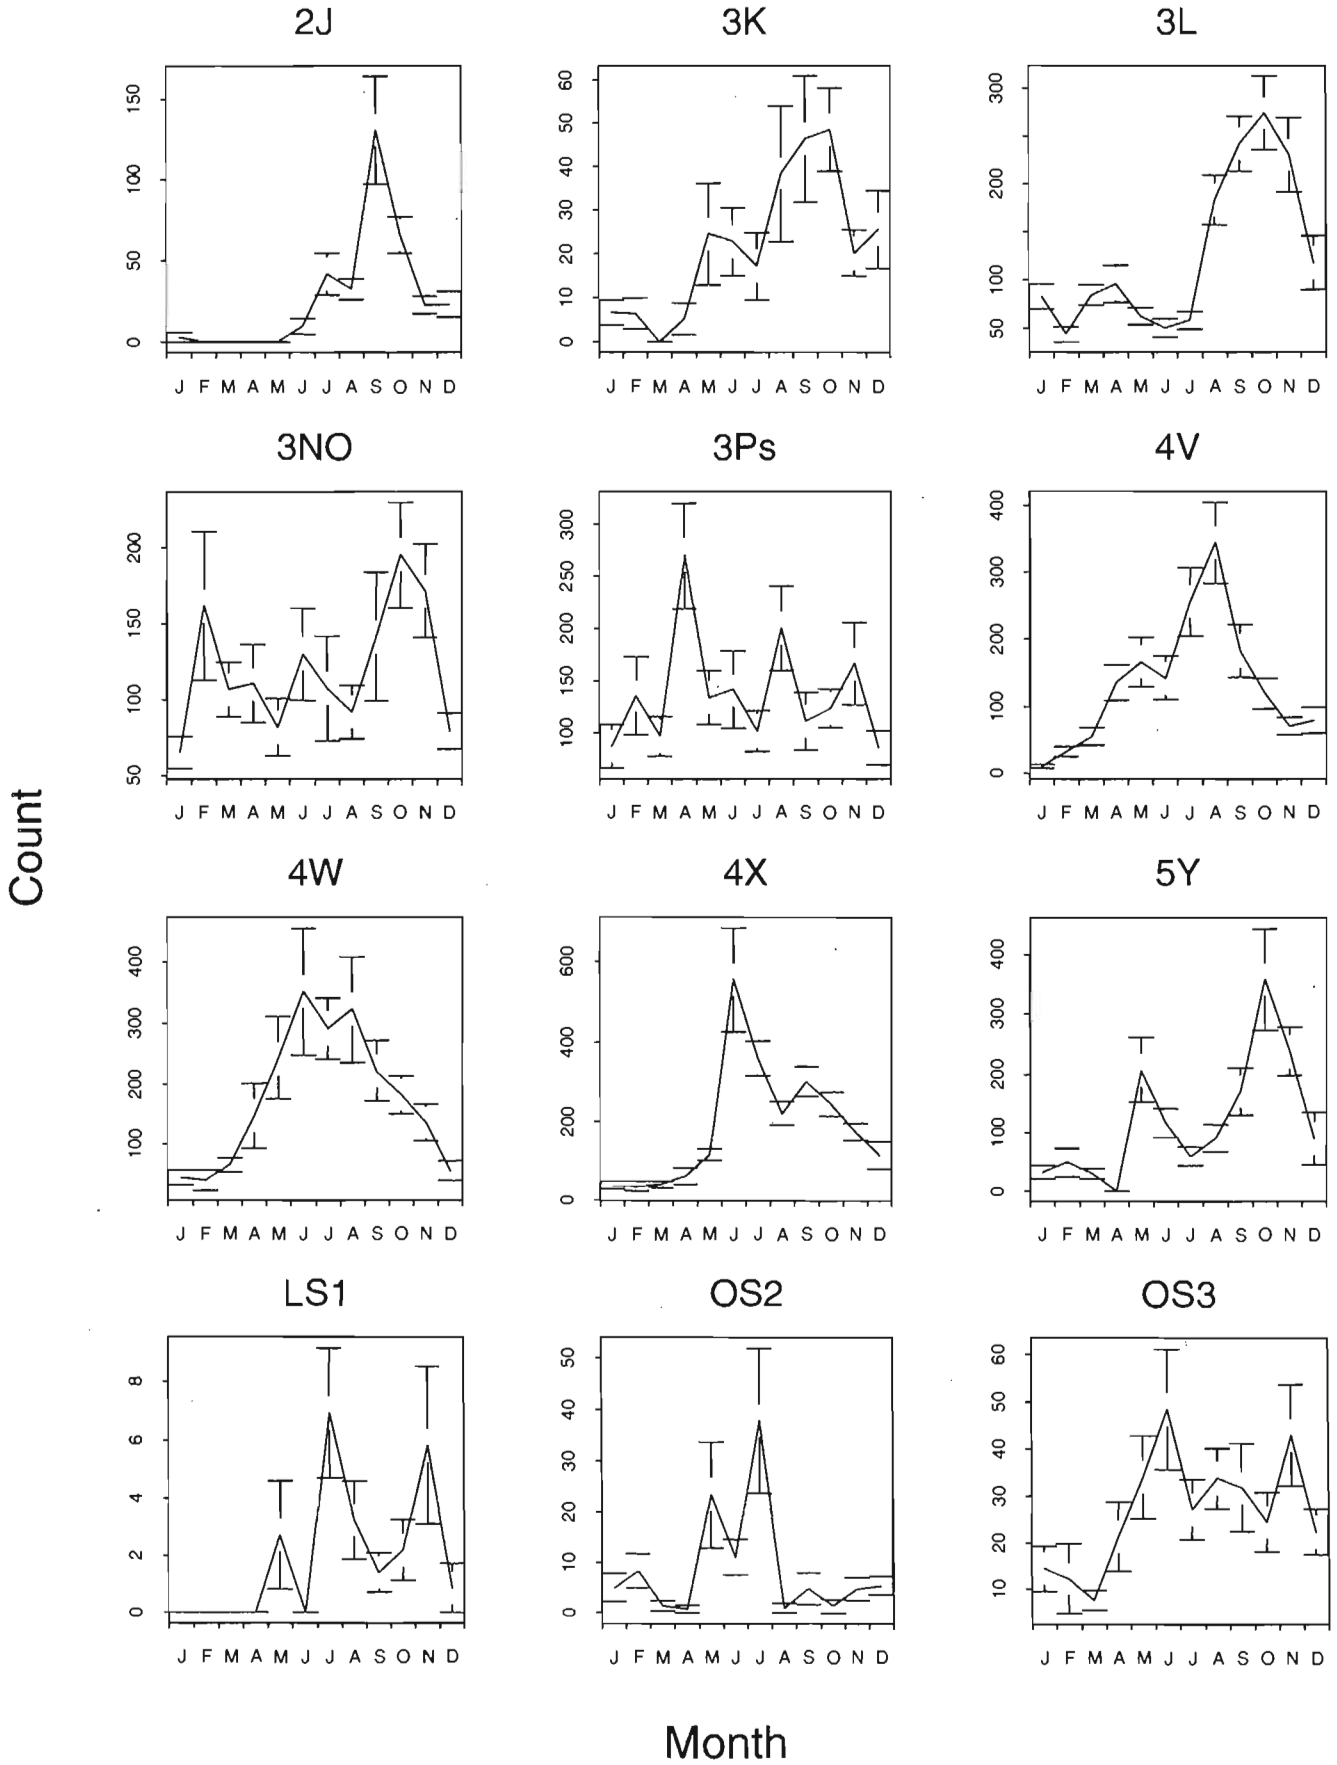 2J 3K 3L
150 100 50 0
60 50 40 30 20 10 0
300 200 100 50
J F M A M J J A S O N D J F M A M J J A S O N D J F M A M J J A S O N D
3NO 3Ps 4V
200 150 100 50
300 250 200 150 100
400 300 200 100 0
J F M A M J J A S O N D J F M A M J J A S O N D J F M A M J J A S O N D
Count
4W 4X 5Y
400 300 200 100
600 400 200 0
400 300 200 100 0
J F M A M J J A S O N D J F M A M J J A S O N D J F M A M J J A S O N D
LS1 OS2 OS3
8 6 4 2 0
50 40 30 20 10 0
60 50 40 30 20 10
J F M A M J J A S O N D J F M A M J J A S O N D J F M A M J J A S O N D
Month